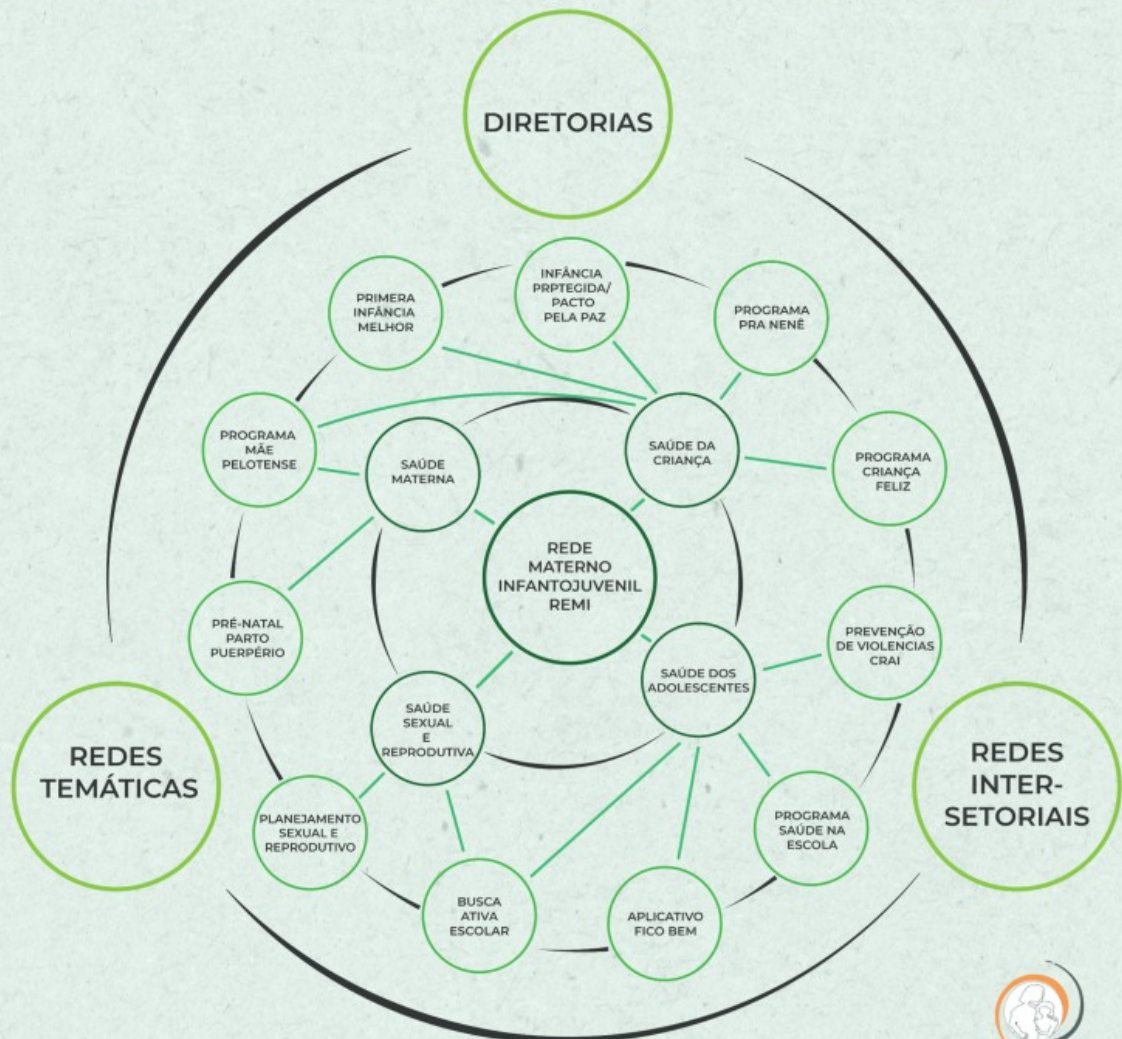 DIRETORIAS
INFÂNCIA
PRPTEGIDA/
PACTO
PELA PAZ
PRIMERA
INFÂNCIA
MELHOR
PROGRAMA
PRA NENÊ
PROGRAMA
MÃE
PELOTENSE
SAÚDE
MATERNA
SAÚDE DA
CRIANÇA
PROGRAMA
CRIANÇA
FELIZ
REDE
MATERNO
INFANTOJUVENIL
REMI
PRÉ-NATAL
PARTO
PUERPÉRIO
PREVENÇÃO
DE VIOLENCIAS
CRAI
SAÚDE
SEXUAL
E
REPRODUTIVA
SAÚDE DOS
ADOLESCENTES
REDES
TEMÁTICAS
REDES
INTER-
SETORIAIS
PLANEJAMENTO
SEXUAL E
REPRODUTIVO
PROGRAMA
SAÚDE NA
ESCOLA
BUSCA
ATIVA
ESCOLAR
APLICATIVO
FICO BEM